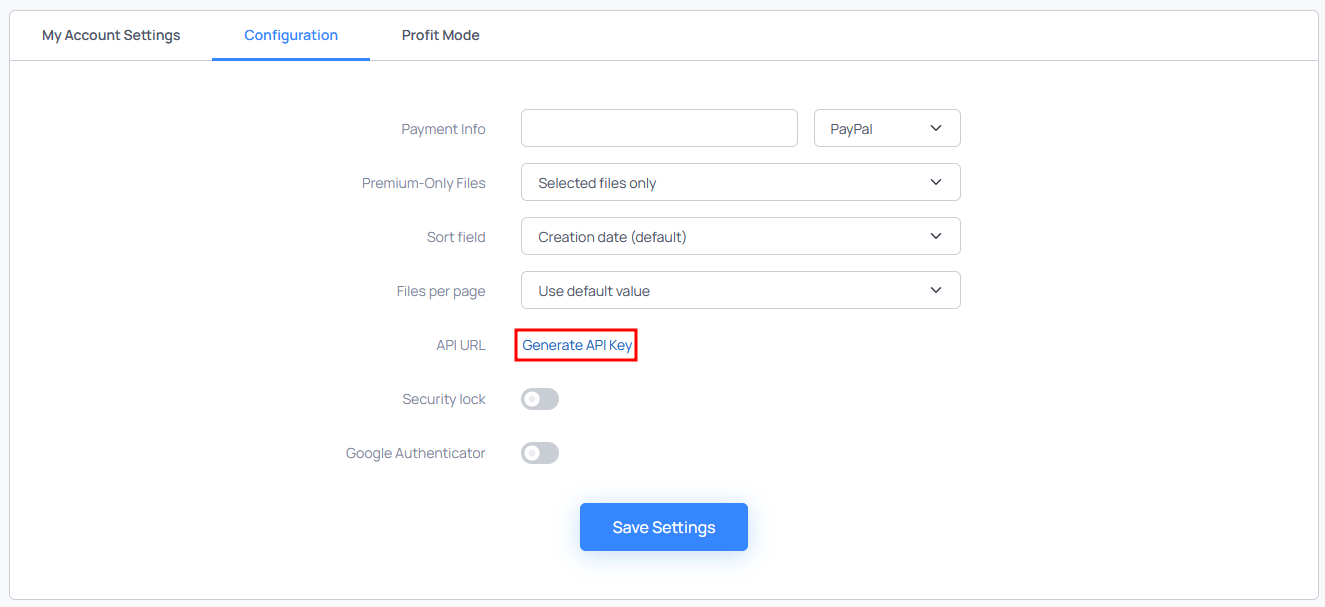 My Account Settings Configuration Profit Mode
Payment Info PayPal
Premium-Only Files Selected files only
Sort field Creation date (default)
Files per page Use default value
API URL Generate API Key
Security lock
Google Authenticator
Save Settings